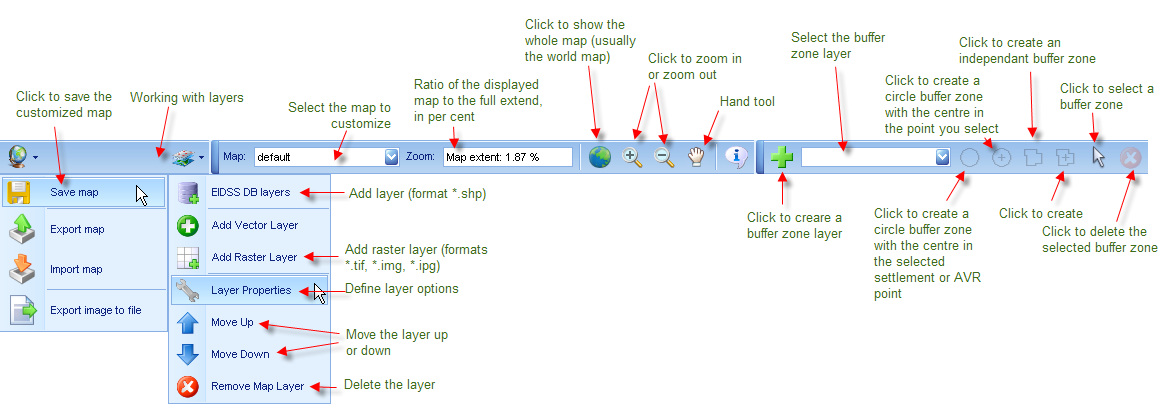 Click to save the
customized map
Working with layers
Select the map to
customize
Ratio of the displayed
map to the full extend,
in per cent
Click to show the
whole map (usually
the world map)
Click to zoom in
or zoom out
Hand tool
Select the buffer
zone layer
Click to create a
circle buffer zone
with the centre in
the point you select
Click to create an
independant buffer zone
Click to select a
buffer zone
Map:
default
Zoom:
Map extent: 1.87 %
Save map
Export map
Import map
Export image to file
EIDSS DB layers
Add Vector Layer
Add Raster Layer
Layer Properties
Move Up
Move Down
Remove Map Layer
Add layer (format *.shp)
Add raster layer (formats
*.tif, *.img, *.ipg)
Define layer options
Move the layer up
or down
Delete the layer
Click to creare a
buffer zone layer
Click to create a
circle buffer zone
with the centre in
the selected
settlement or AVR
point
Click to create
Click to delete the
selected buffer zone